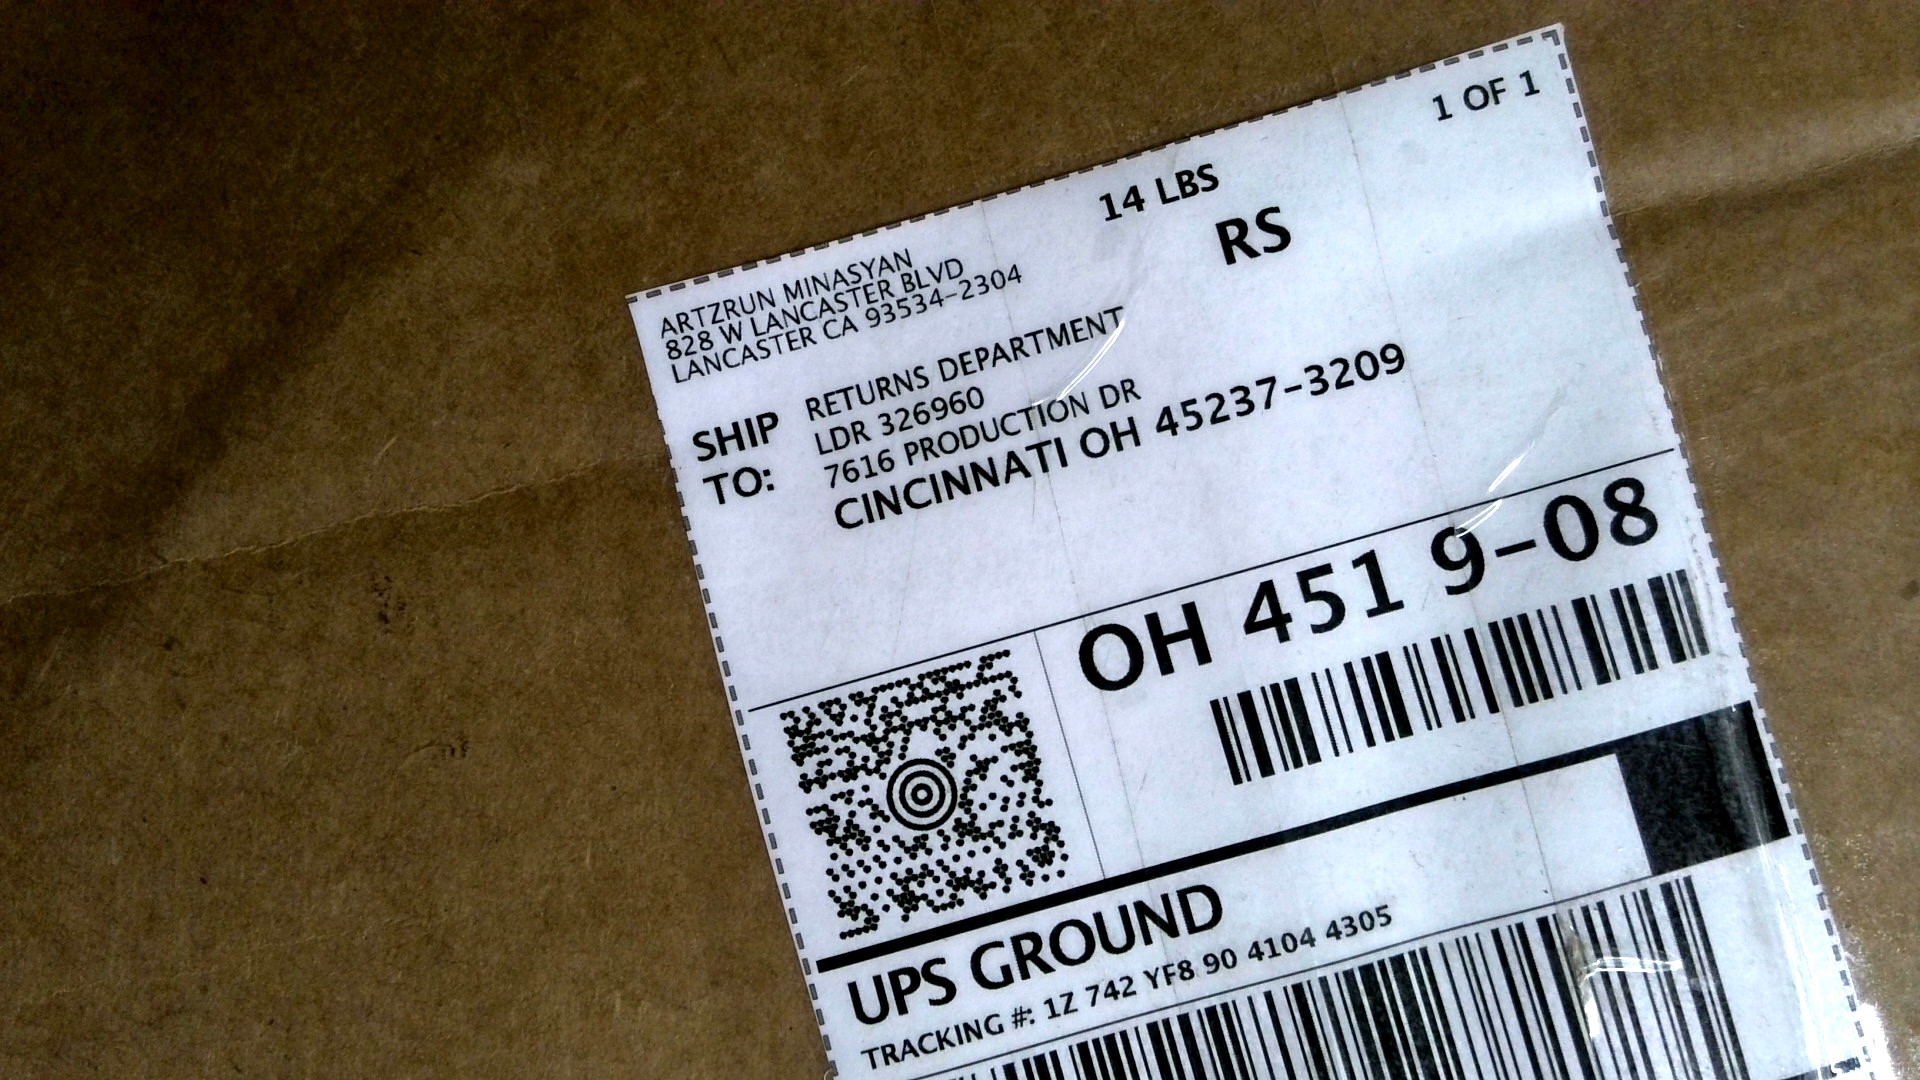 1 OF 1
14 LBS
RS
ARTZRUN MINASYAN
828 W LANCASTER BLVD
LANCASTER CA 93534-2304
SHIP TO:
RETURNS DEPARTMENT
LDR 326960
7616 PRODUCTION DR
CINCINNATI OH 45237-3209
OH 451 9-08
UPS GROUND
TRACKING #: 1Z 742 YF8 90 4104 4305